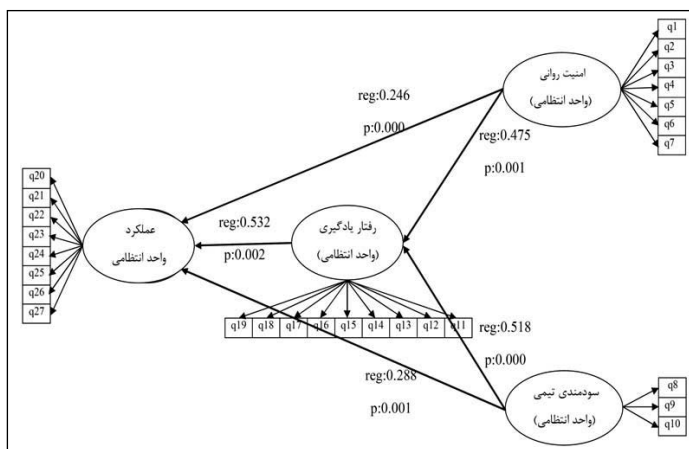 q1
q2
q3
q4
q5
q6
q7
امنیت روانی
(واحد انتظامی)
reg:0.246
p:0.000
reg:0.475
p:0.001
q20
q21
q22
q23
q24
q25
q26
q27
عملکرد
واحد انتظامی
reg:0.532
p:0.002
رفتار یادگیری
(واحد انتظامی)
q19 q18 q17 q16 q15 q14 q13 q12 q11
reg:0.518
p:0.000
reg:0.288
p:0.001
سودمندی تیمی
(واحد انتظامی)
q8
q9
q10